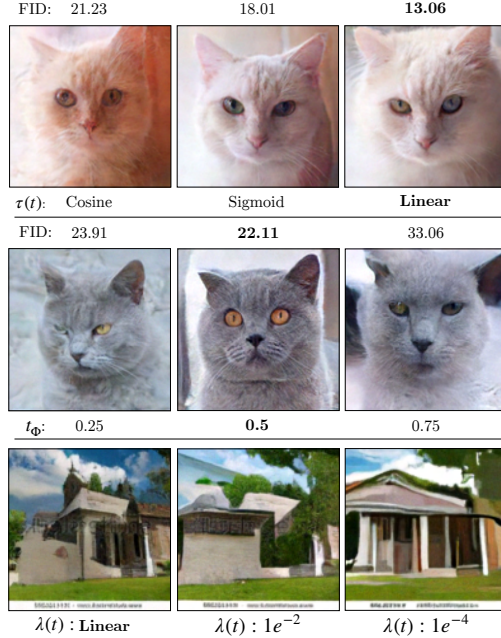 FID: 21.23 18.01 13.06
τ(t): Cosine Sigmoid Linear
FID: 23.91 22.11 33.06
t_Φ: 0.25 0.5 0.75
λ(t) : Linear λ(t) : 1e⁻² λ(t) : 1e⁻⁴